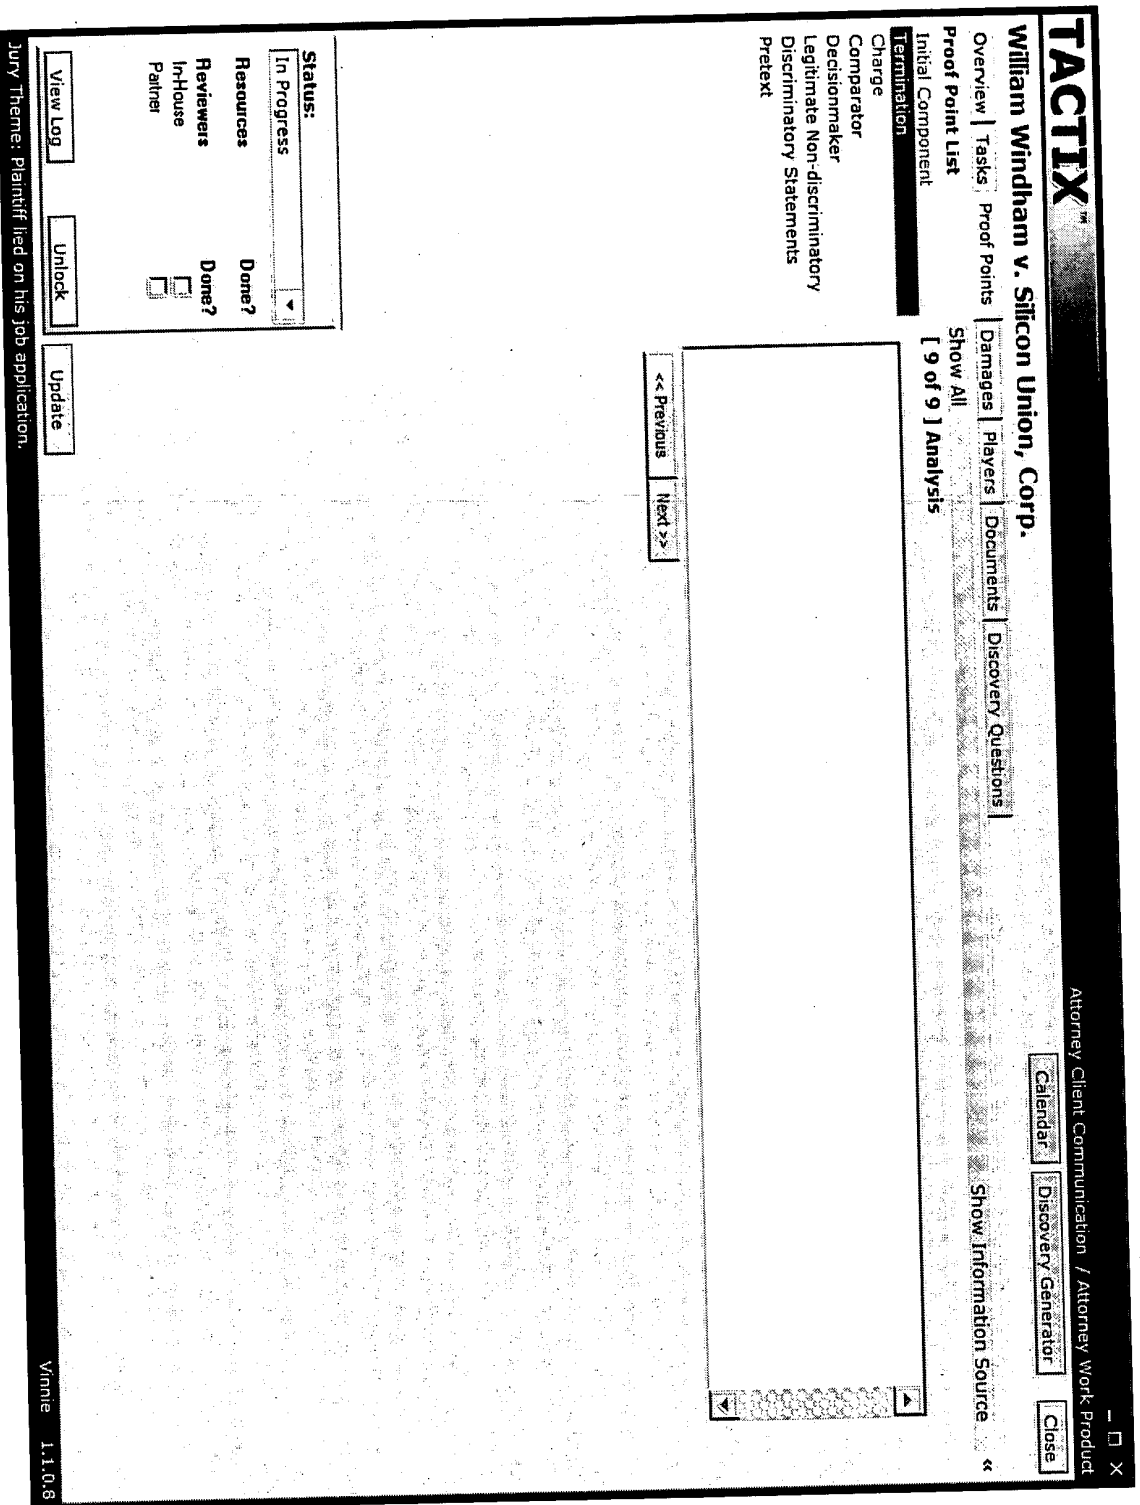 TACTIX™
Attorney Client Communication / Attorney Work Product
William Windham v. Silicon Union, Corp.
Calendar Discovery Generator Close
Overview Tasks Proof Points Damages Players Documents Discovery Questions
Proof Point List
Show All
Show Information Source «
Initial Component
[ 9 of 9 ] Analysis
Termination
Charge
Comparator
Decisionmaker
Legitimate Non-discriminatory
Discriminatory Statements
Pretext
<< Previous Next >>
Status:
In Progress
Resources Done?
Reviewers Done?
In-House
Partner
View Log Unlock Update
Jury Theme: Plaintiff lied on his job application.
Vinnie 1.1.0.8